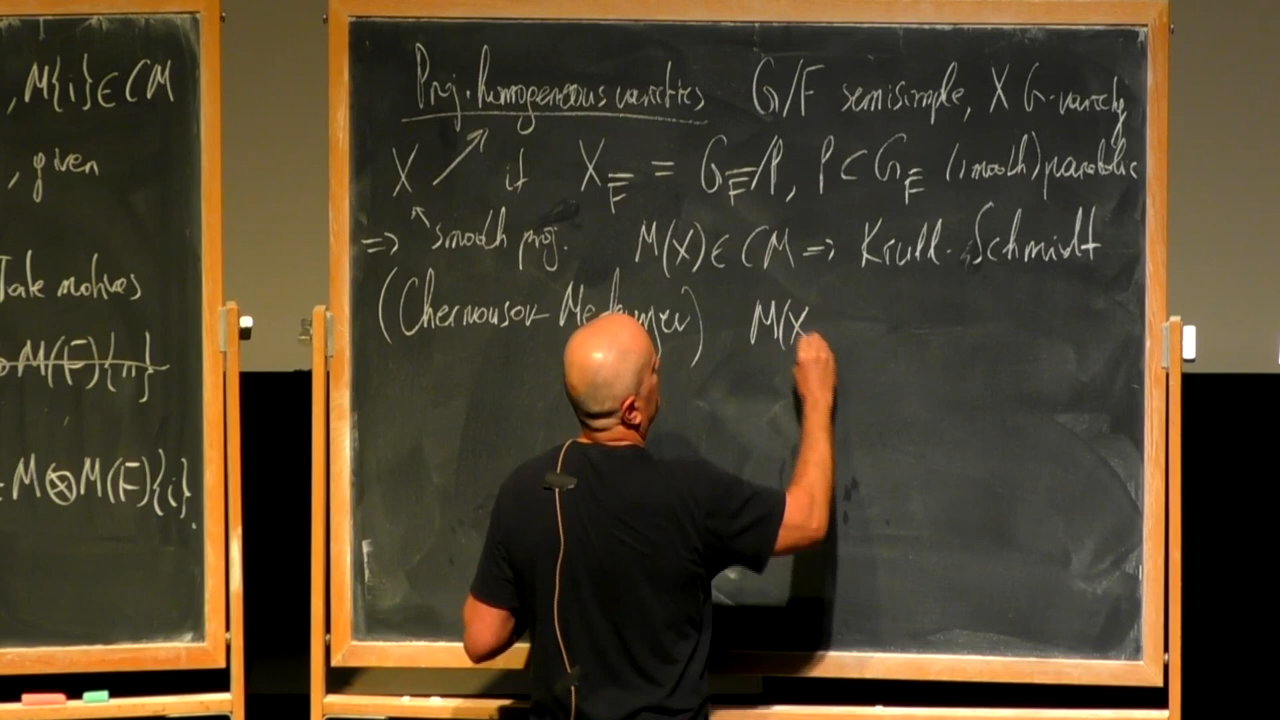 , M{i} ∈ CM
, given
Tate motives
⊗ M(F){n}
M ⊗ M(F){i}.
Proj. homogeneous varieties G/F semisimple, X G-variety
X ↗ if X_F̅ = G_F̅/P, P ⊂ G_F̅ (smooth) parabolic
⇒ smooth proj. M(X) ∈ CM ⇒ Krull-Schmidt
(Chernousov Merkurjev) M(X